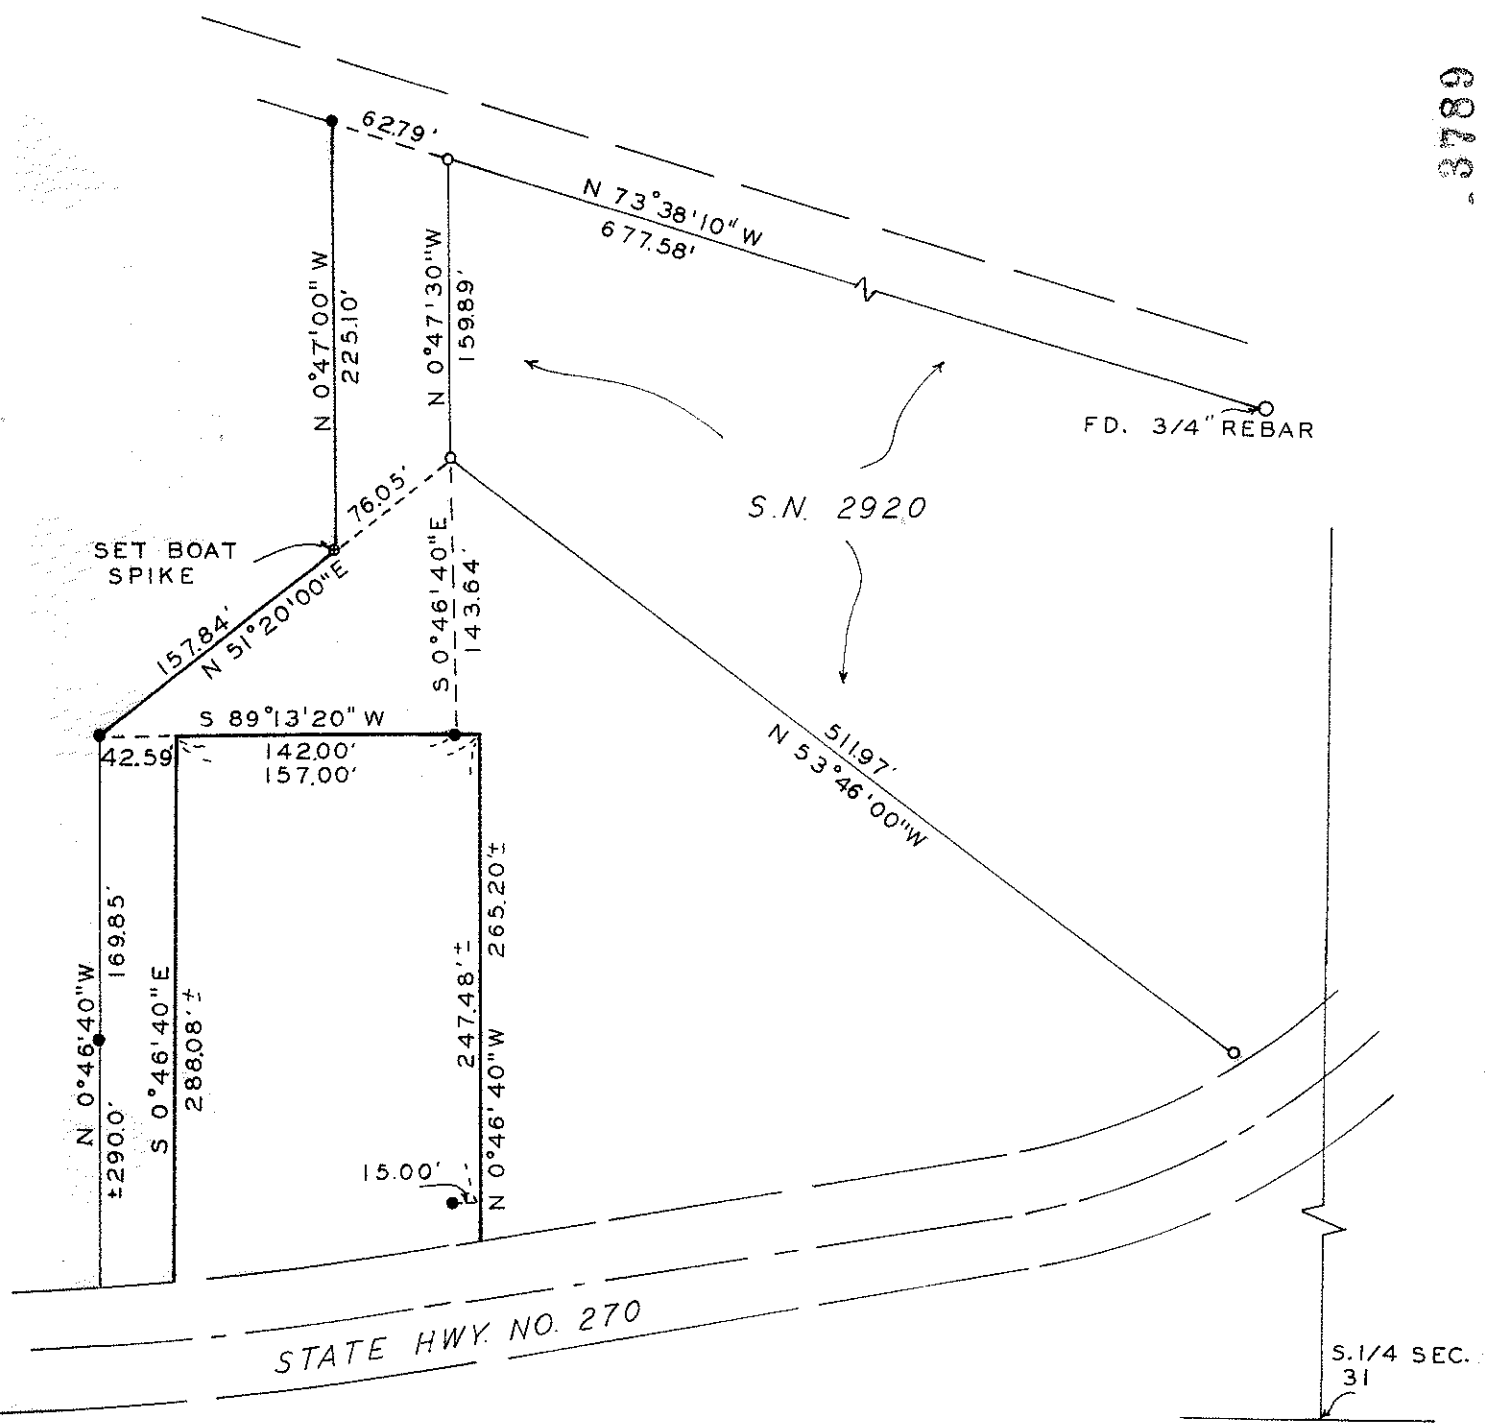 .3789
62.79'
N 73°38'10" W
677.58'
N 0°47'00" W
225.10'
N 0°47'30" W
159.89'
FD. 3/4" REBAR
76.05'
S.N. 2920
SET BOAT
SPIKE
S 0°46'40" E
143.64'
157.84'
N 51°20'00" E
S 89°13'20" W
42.59'
142.00'
157.00'
511.97'
N 53°46'00" W
N 0°46'40" W
169.85'
±290.0'
S 0°46'40" E
288.08'±
247.48'±
265.20'±
N 0°46'40" W
15.00'
STATE HWY. NO. 270
S.1/4 SEC.
31